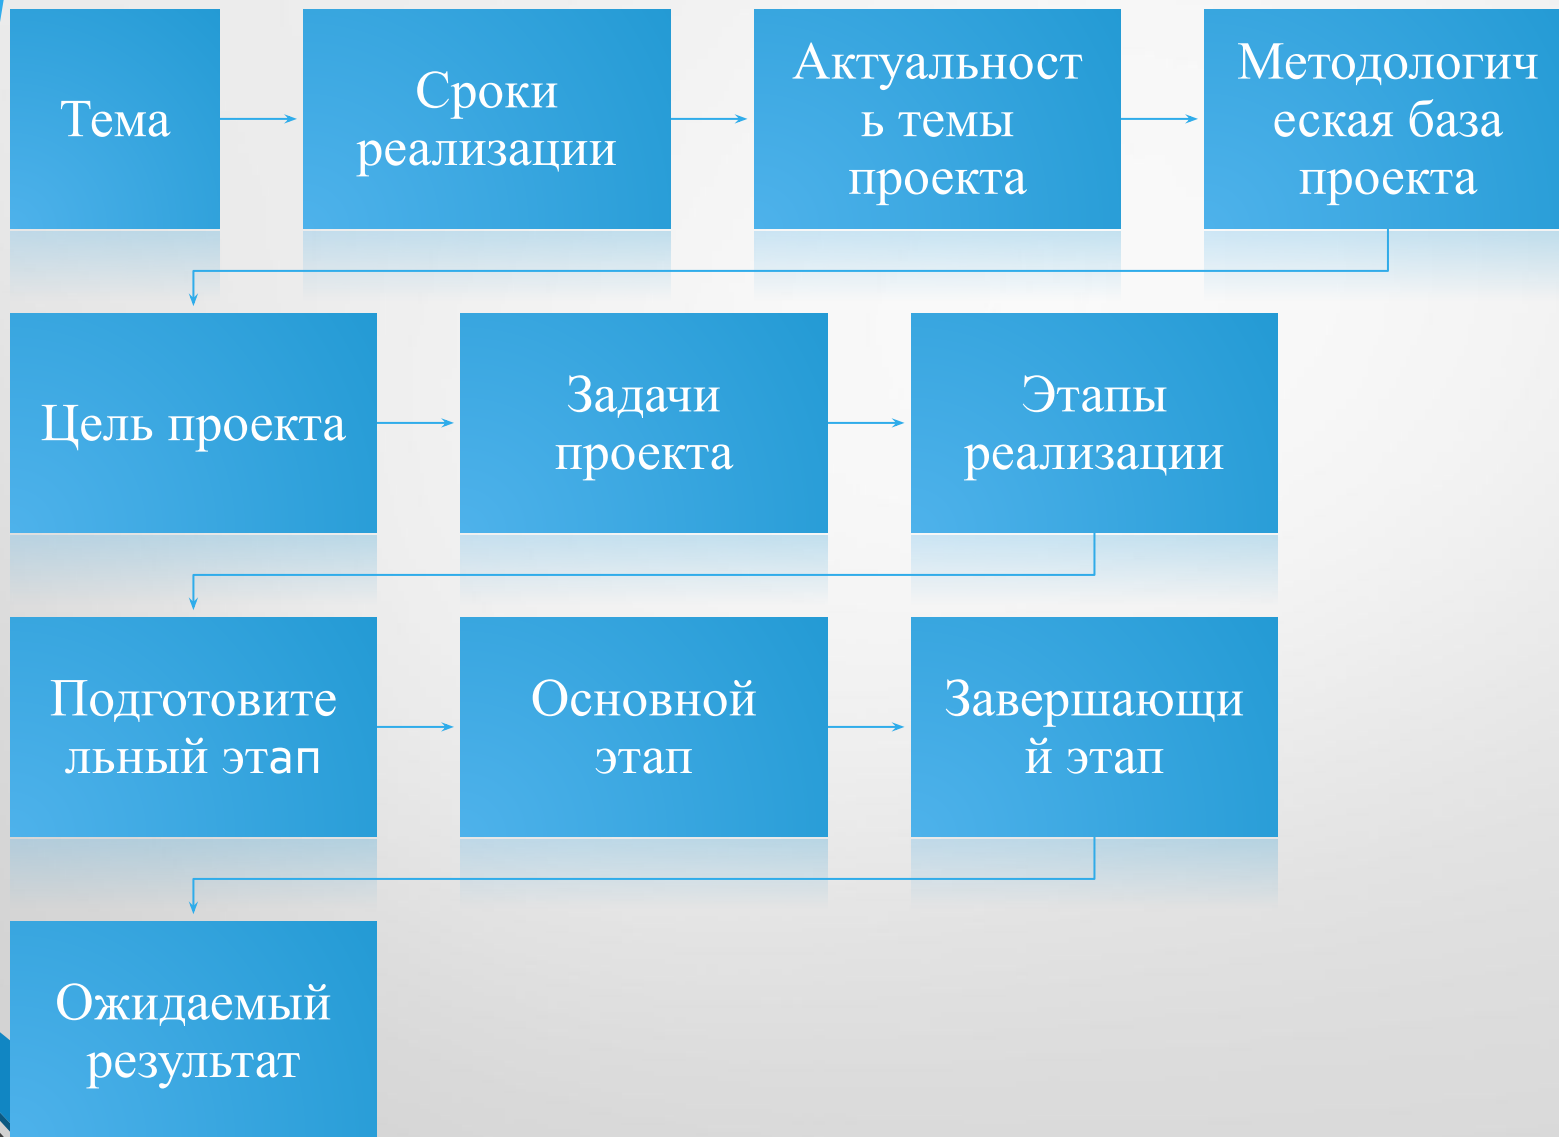 Тема
Сроки
реализации
Актуальност
ь темы
проекта
Методологич
еская база
проекта
Цель проекта
Задачи
проекта
Этапы
реализации
Подготовите
льный этап
Основной
этап
Завершающи
й этап
Ожидаемый
результат